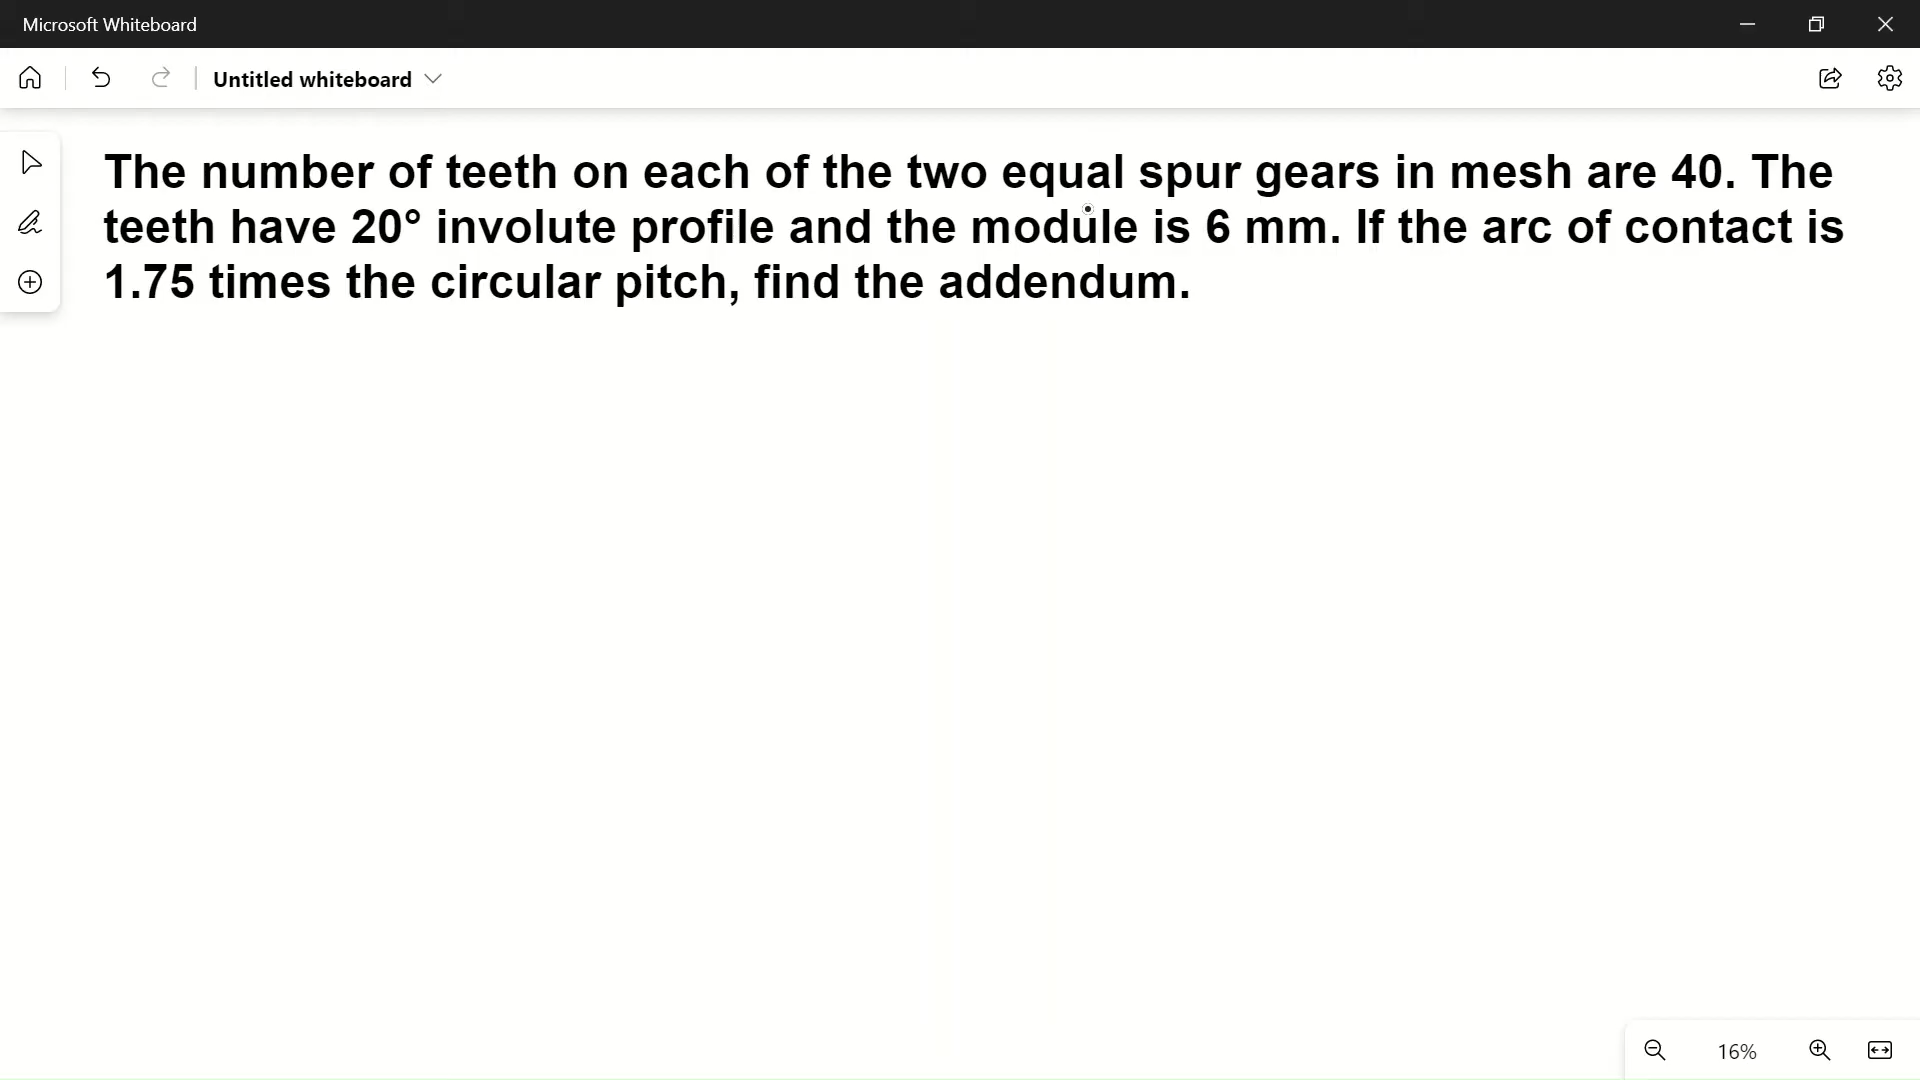 Microsoft Whiteboard
Untitled whiteboard
The number of teeth on each of the two equal spur gears in mesh are 40. The
teeth have 20° involute profile and the module is 6 mm. If the arc of contact is
1.75 times the circular pitch, find the addendum.
16%